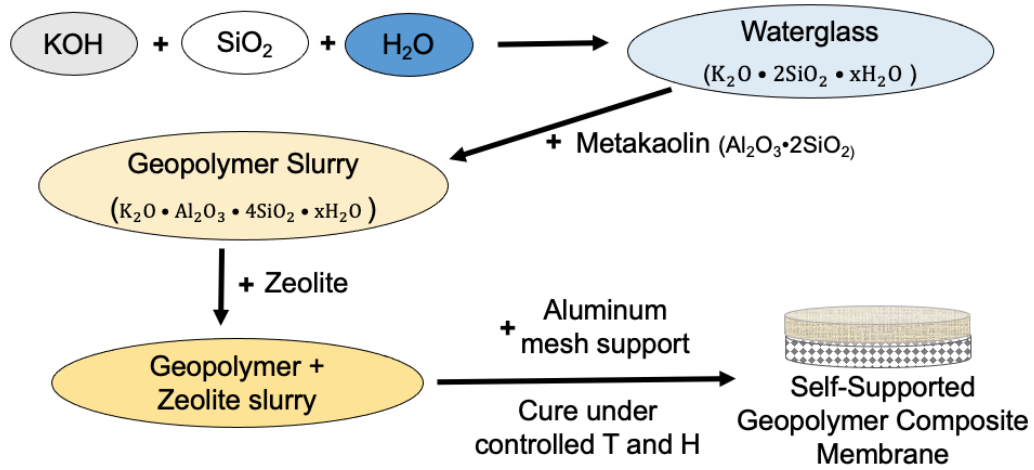 KOH + SiO₂ + H₂O
Waterglass
(K₂O • 2SiO₂ • xH₂O )
+ Metakaolin (Al₂O₃•2SiO₂)
Geopolymer Slurry
(K₂O • Al₂O₃ • 4SiO₂ • xH₂O )
+ Zeolite
Geopolymer +
Zeolite slurry
+ Aluminum
mesh support
Cure under
controlled T and H
Self-Supported
Geopolymer Composite
Membrane